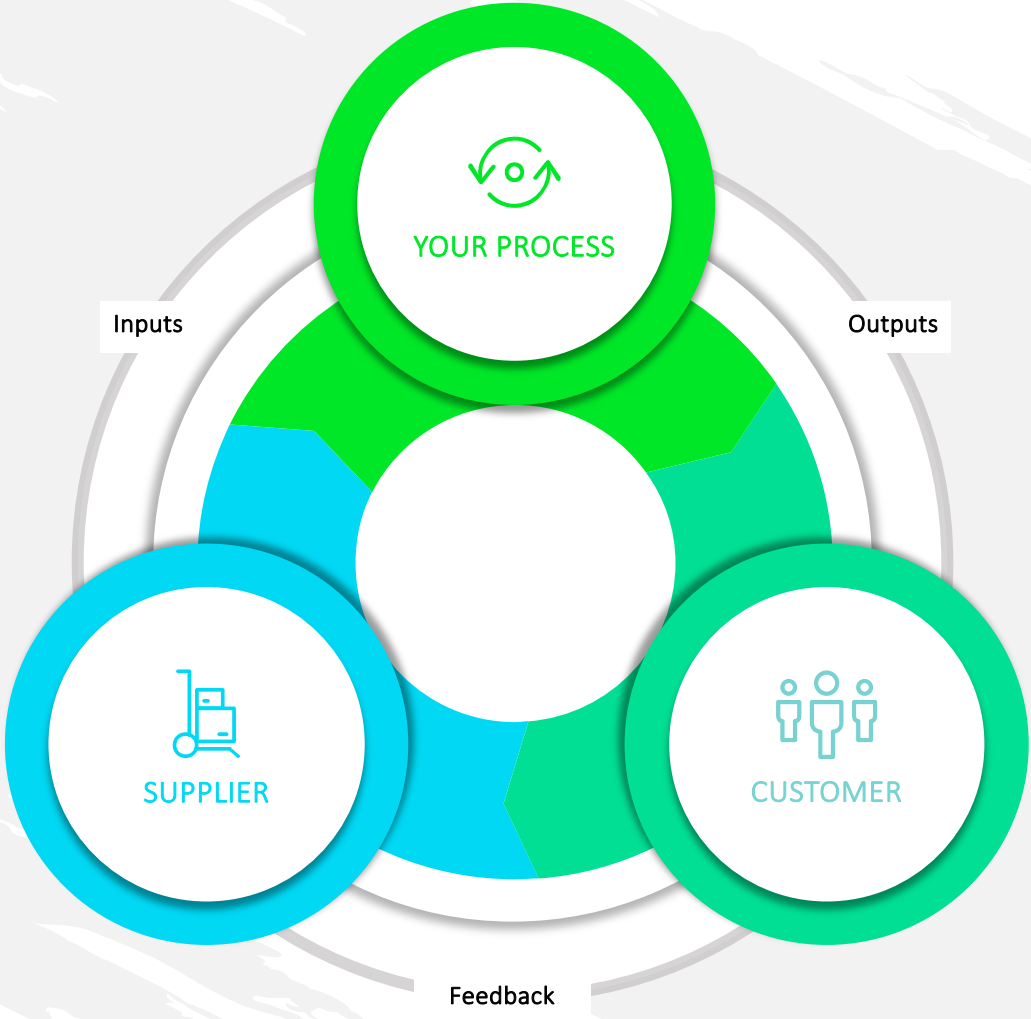 YOUR PROCESS
Inputs
Outputs
SUPPLIER
CUSTOMER
Feedback